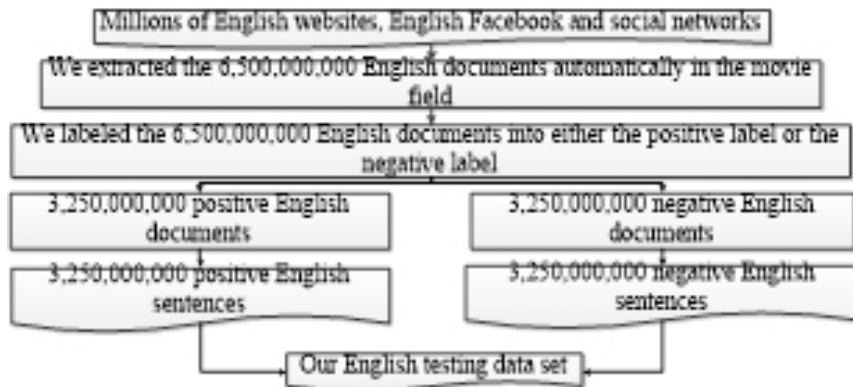 Millions of English websites, English Facebook and social networks
We extracted the 6,500,000,000 English documents automatically in the movie
field
We labeled the 6,500,000,000 English documents into either the positive label or the
negative label
3,250,000,000 positive English
documents
3,250,000,000 negative English
documents
3,250,000,000 positive English
sentences
3,250,000,000 negative English
sentences
Our English testing data set